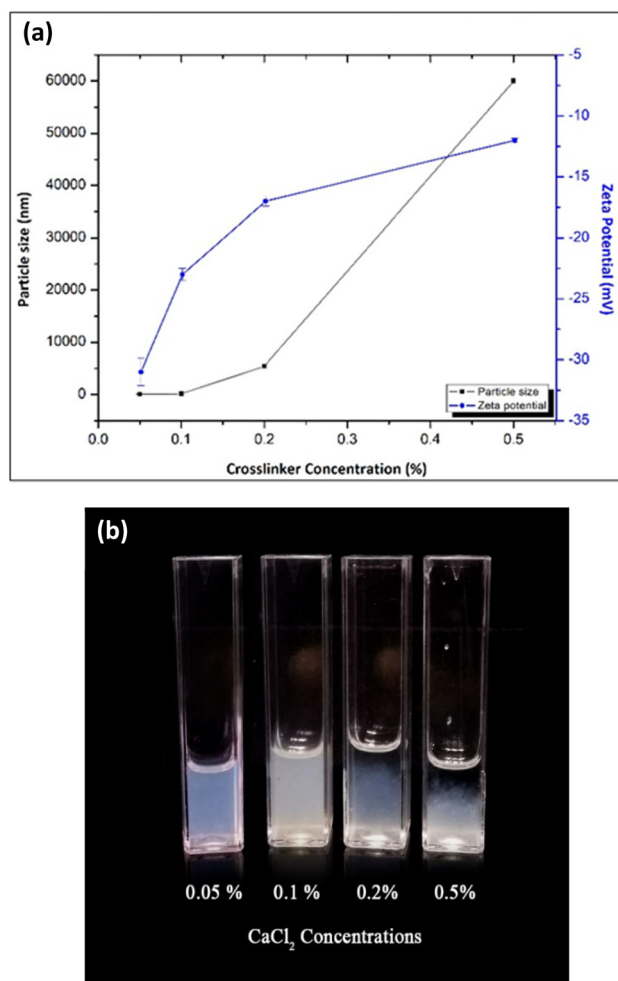 (a)
60000
50000
40000
30000
20000
10000
0
Particle size (nm)
-5
-10
-15
-20
-25
-30
-35
Zeta Potential (mV)
Particle size
Zeta potential
0.0 0.1 0.2 0.3 0.4 0.5
Crosslinker Concentration (%)
(b)
0.05 % 0.1 % 0.2% 0.5%
CaCl₂ Concentrations